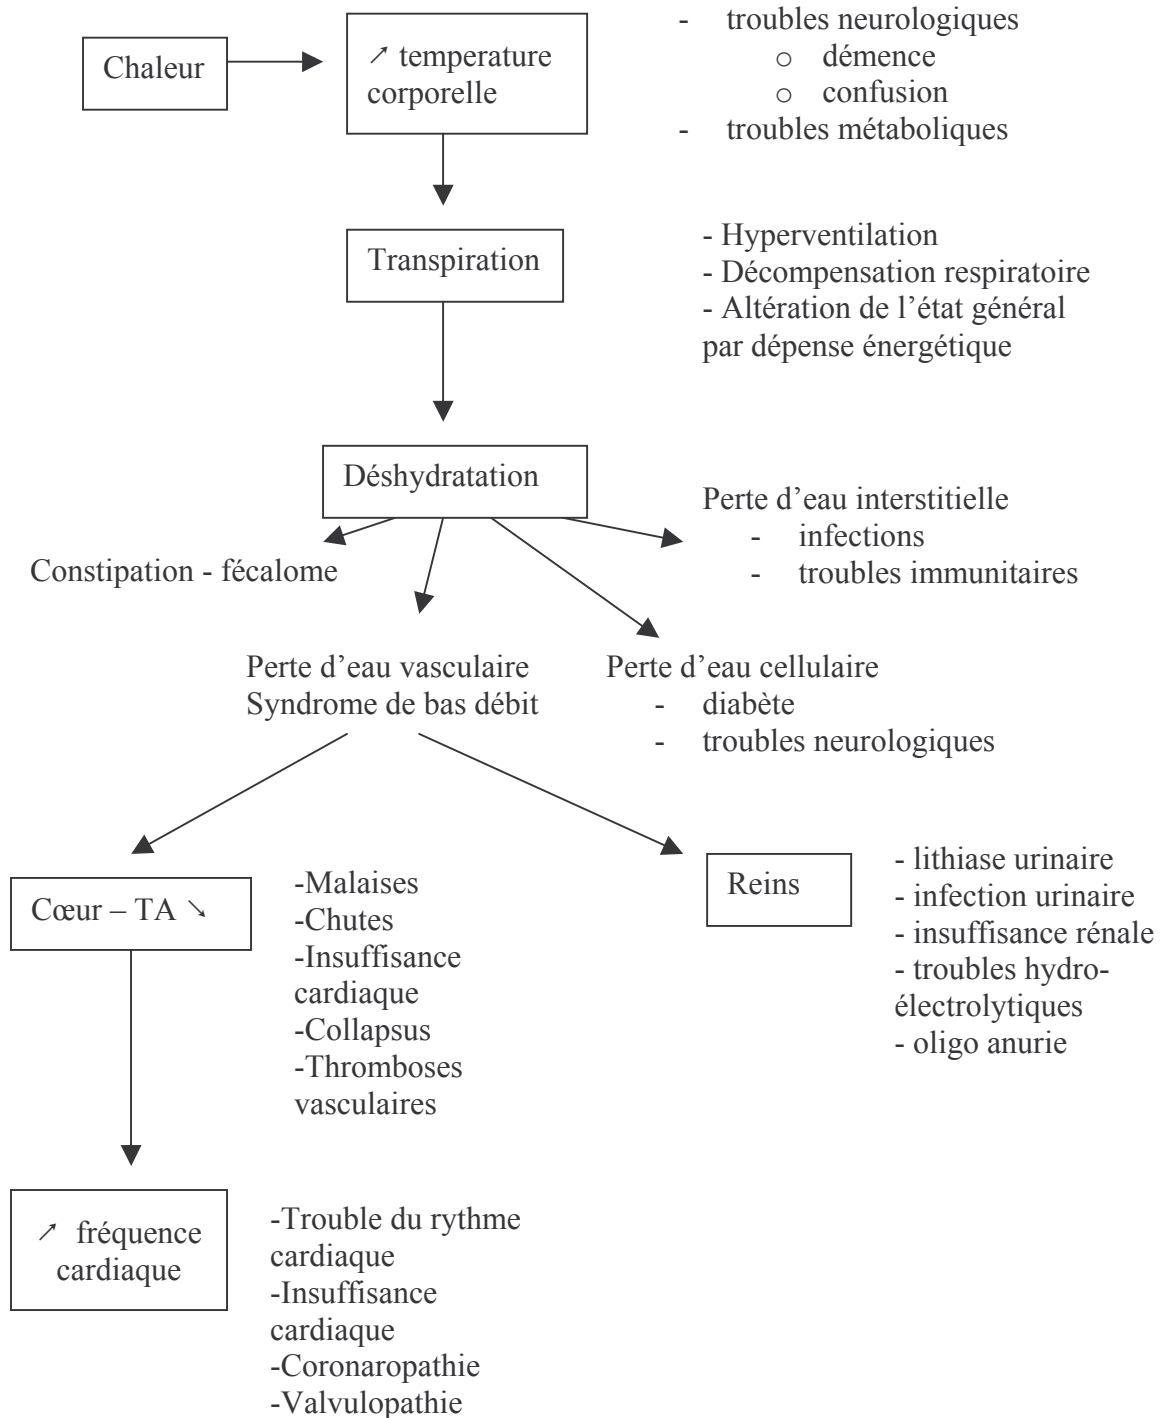 Chaleur
↗ temperature
corporelle
- troubles neurologiques
o démence
o confusion
- troubles métaboliques
Transpiration
- Hyperventilation
- Décompensation respiratoire
- Altération de l’état général
par dépense énergétique
Déshydratation
Perte d’eau interstitielle
- infections
- troubles immunitaires
Constipation - fécalome
Perte d’eau vasculaire
Syndrome de bas débit
Perte d’eau cellulaire
- diabète
- troubles neurologiques
Cœur – TA ↘
-Malaises
-Chutes
-Insuffisance
cardiaque
-Collapsus
-Thromboses
vasculaires
Reins
- lithiase urinaire
- infection urinaire
- insuffisance rénale
- troubles hydro-
électrolytiques
- oligo anurie
↗ fréquence
cardiaque
-Trouble du rythme
cardiaque
-Insuffisance
cardiaque
-Coronaropathie
-Valvulopathie